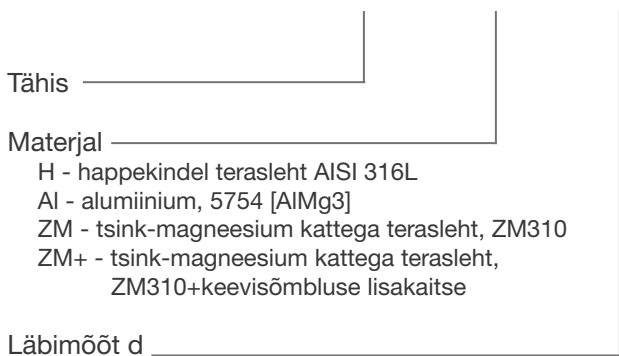 Tähis
Materjal
H - happekindel terasleht AISI 316L
Al - alumiinium, 5754 [AlMg3]
ZM - tsink-magneesium kattega terasleht, ZM310
ZM+ - tsink-magneesium kattega terasleht,
ZM310+keevisõmbluse lisakaitse
Läbimõõt d